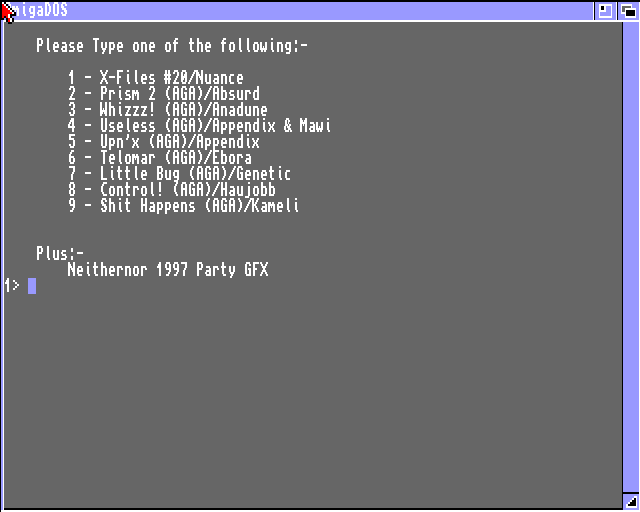 migaDOS
Please Type one of the following:-
1 - X-Files #20/Nuance
2 - Prism 2 (AGA)/Absurd
3 - Whizzz! (AGA)/Anadune
4 - Useless (AGA)/Appendix & Mawi
5 - Upn'x (AGA)/Appendix
6 - Telomar (AGA)/Ebora
7 - Little Bug (AGA)/Genetic
8 - Control! (AGA)/Haujobb
9 - Shit Happens (AGA)/Kameli
Plus:-
Neithernor 1997 Party GFX
1>